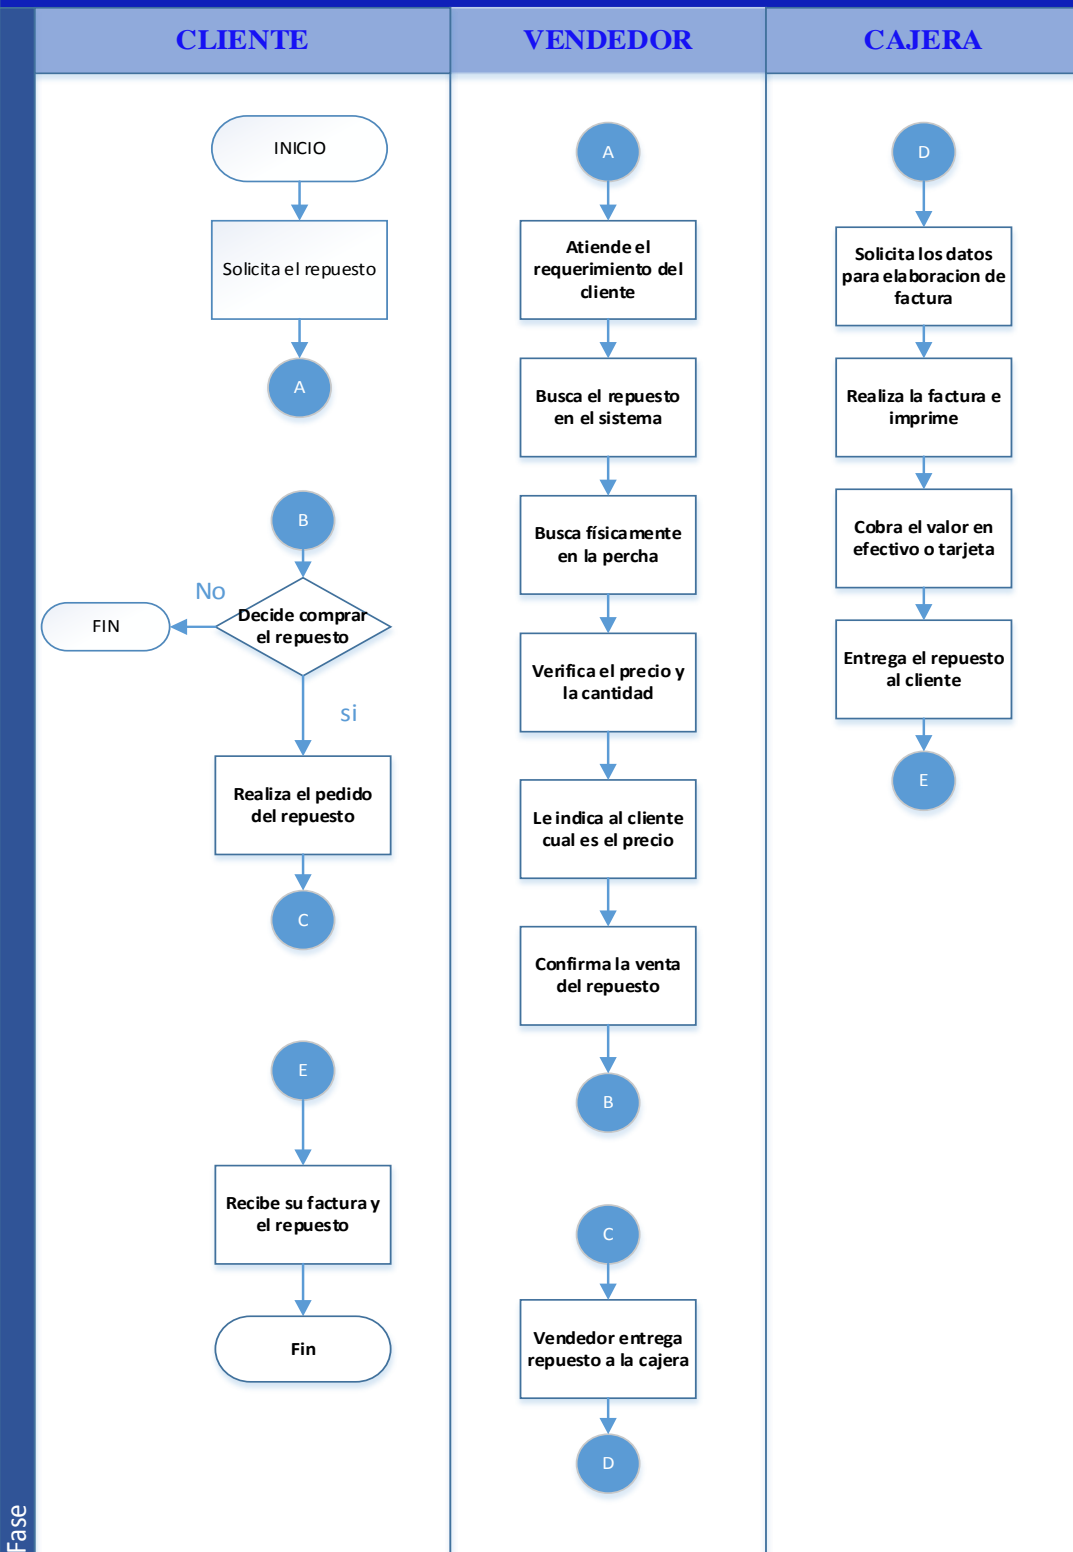 CLIENTE
VENDEDOR
CAJERA
INICIO
Solicita el repuesto
A
B
No
FIN
Decide comprar
el repuesto
si
Realiza el pedido
del repuesto
C
E
Recibe su factura y
el repuesto
Fin
A
Atiende el
requerimiento del
cliente
Busca el repuesto
en el sistema
Busca físicamente
en la percha
Verifica el precio y
la cantidad
Le indica al cliente
cual es el precio
Confirma la venta
del repuesto
B
C
Vendedor entrega
repuesto a la cajera
D
D
Solicita los datos
para elaboracion de
factura
Realiza la factura e
imprime
Cobra el valor en
efectivo o tarjeta
Entrega el repuesto
al cliente
E
Fase